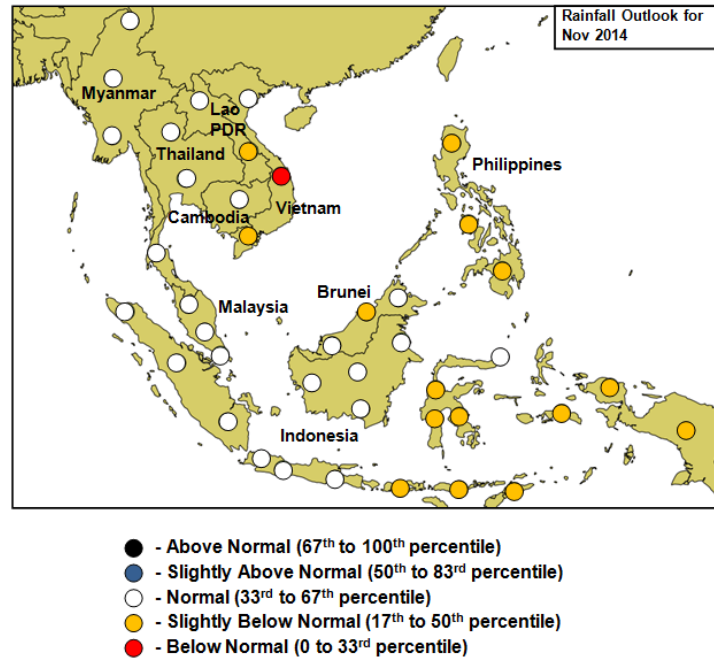 Rainfall Outlook for
Nov 2014
Myanmar
Lao
PDR
Thailand
Philippines
Cambodia
Vietnam
Malaysia
Brunei
Indonesia
- Above Normal (67th to 100th percentile)
- Slightly Above Normal (50th to 83rd percentile)
- Normal (33rd to 67th percentile)
- Slightly Below Normal (17th to 50th percentile)
- Below Normal (0 to 33rd percentile)